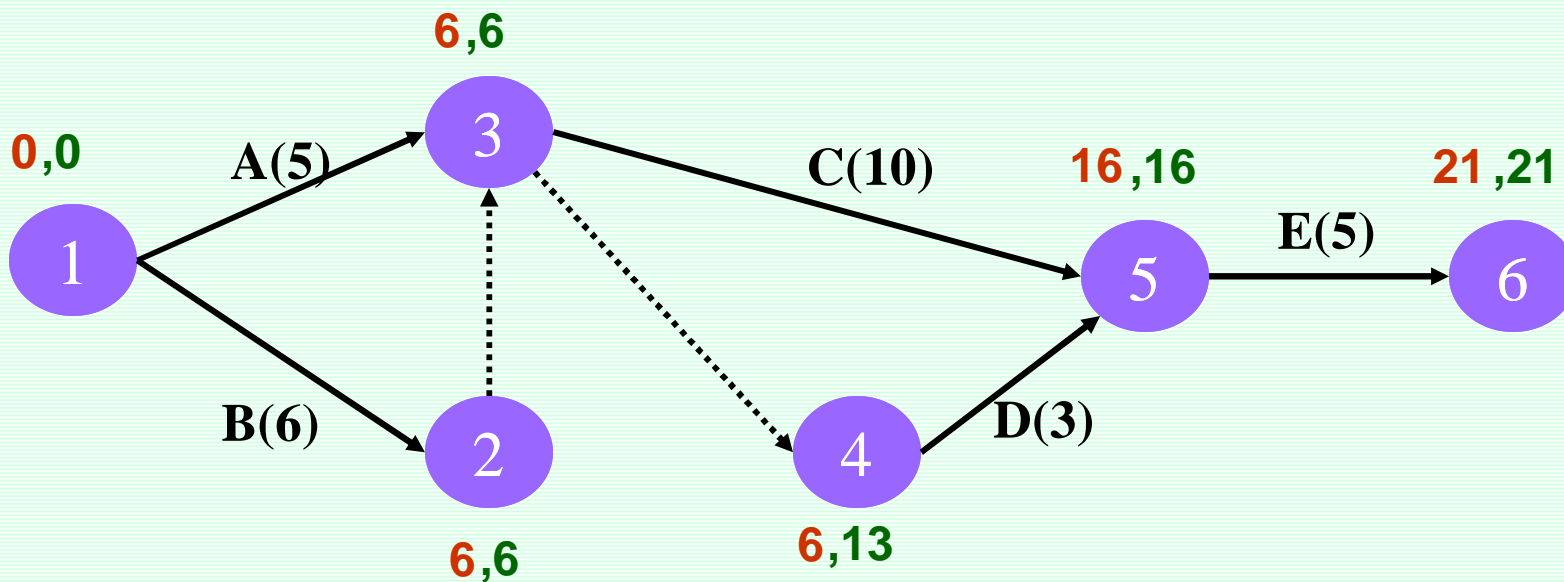 6,6
3
0,0
A(5)
C(10)
16,16
21,21
1
E(5)
5
6
B(6)
2
4
D(3)
6,6
6,13